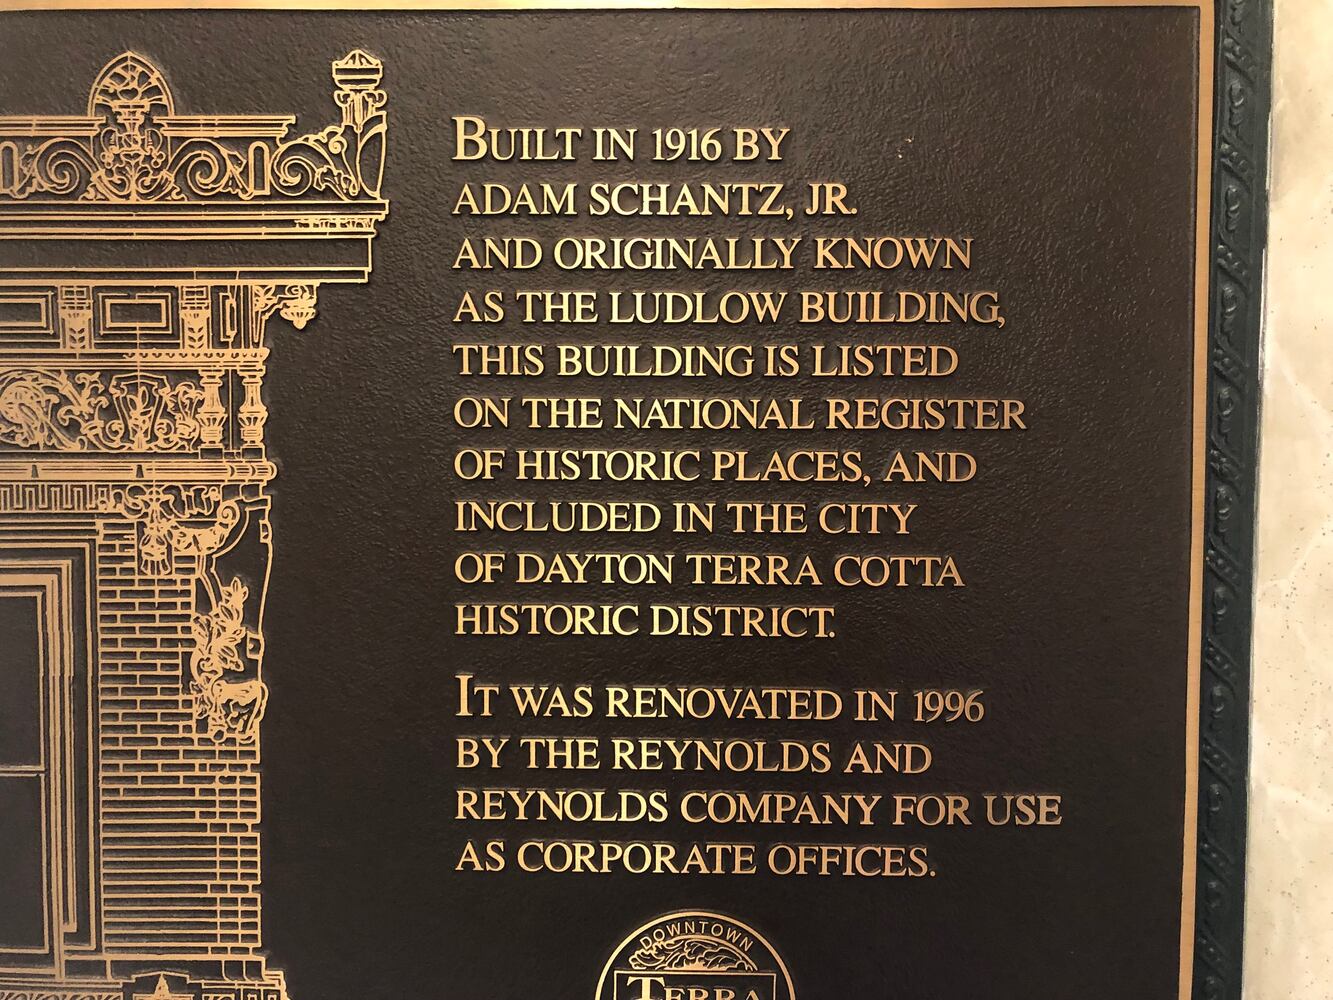 BUILT IN 1916 BY
ADAM SCHANTZ, JR.
AND ORIGINALLY KNOWN
AS THE LUDLOW BUILDING,
THIS BUILDING IS LISTED
ON THE NATIONAL REGISTER
OF HISTORIC PLACES, AND
INCLUDED IN THE CITY
OF DAYTON TERRA COTTA
HISTORIC DISTRICT.
IT WAS RENOVATED IN 1996
BY THE REYNOLDS AND
REYNOLDS COMPANY FOR USE
AS CORPORATE OFFICES.
DOWNTOWN
TERRA